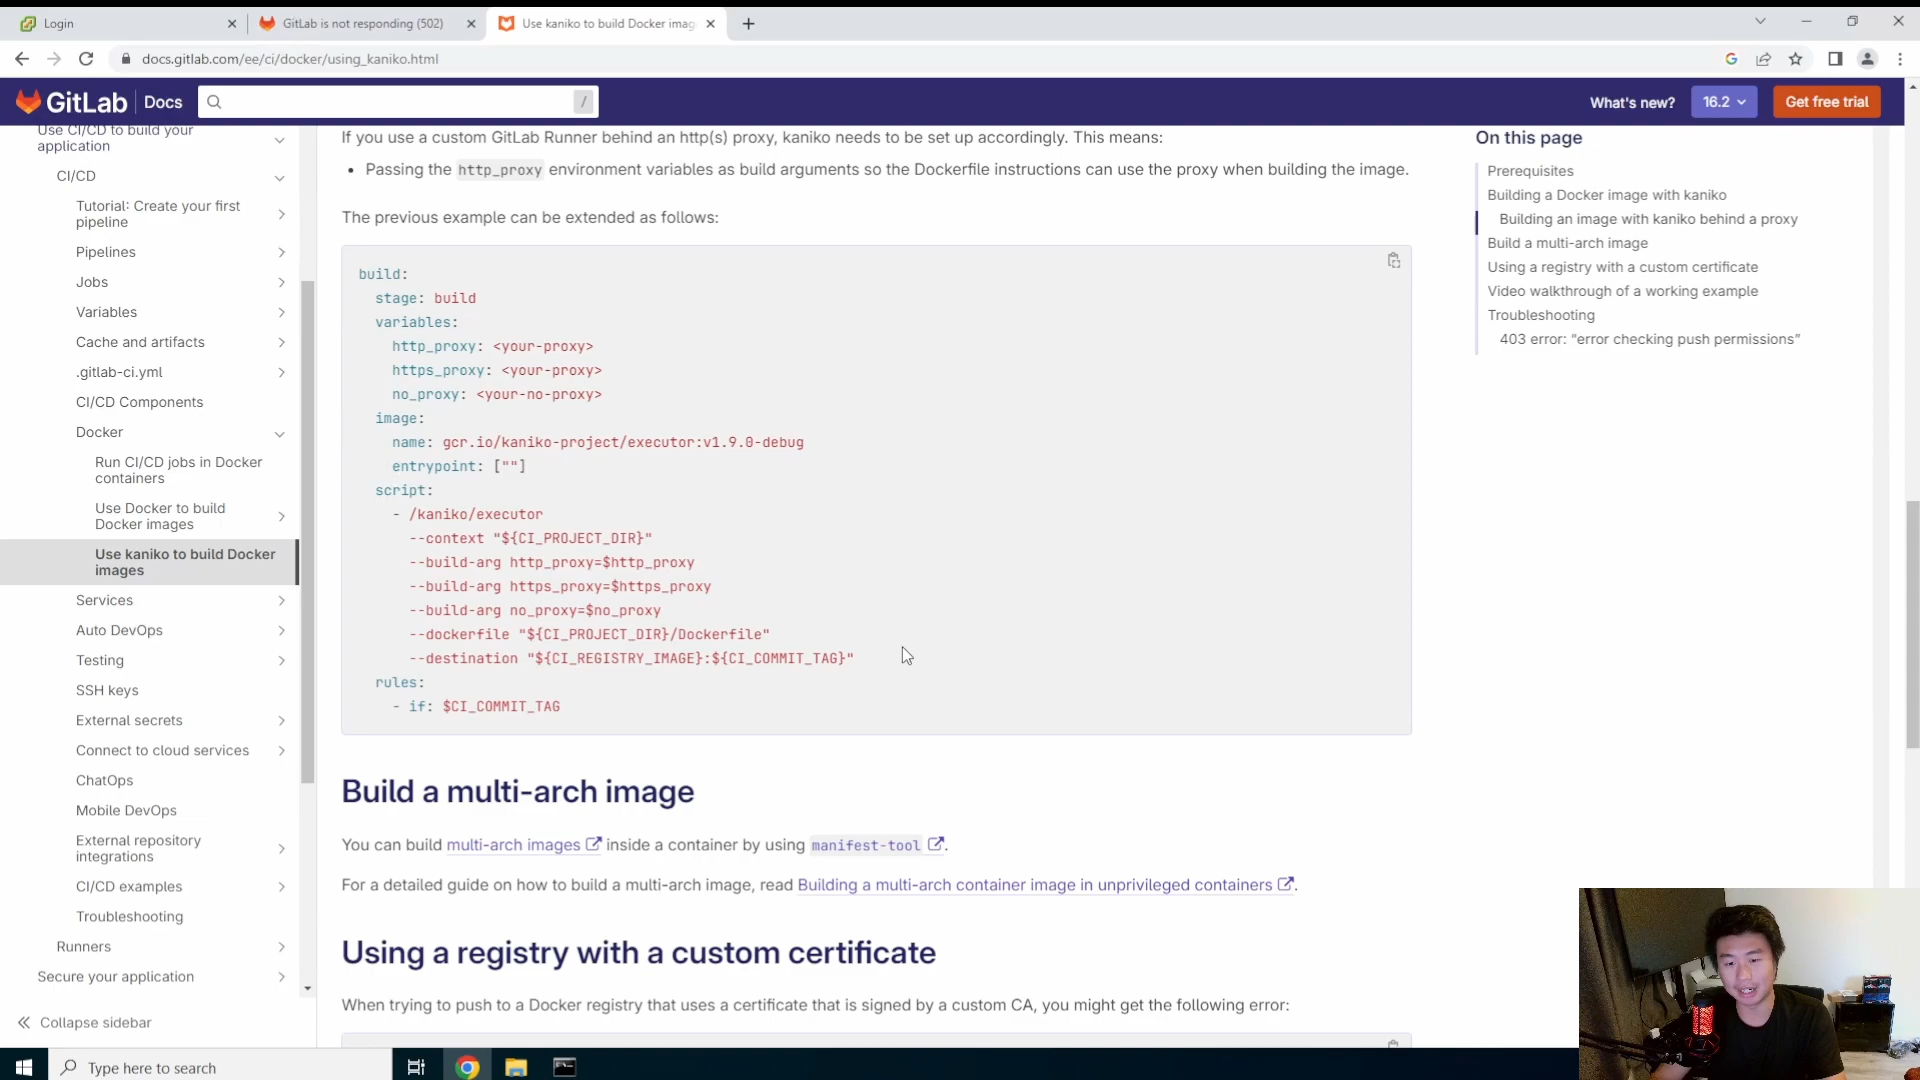 Login
GitLab is not responding (502)
Use kaniko to build Docker imag
docs.gitlab.com/ee/ci/docker/using_kaniko.html
GitLab Docs
/
What's new?
16.2
Get free trial
Use CI/CD to build your
application
CI/CD
Tutorial: Create your first
pipeline
Pipelines
Jobs
Variables
Cache and artifacts
.gitlab-ci.yml
CI/CD Components
Docker
Run CI/CD jobs in Docker
containers
Use Docker to build
Docker images
Use kaniko to build Docker
images
Services
Auto DevOps
Testing
SSH keys
External secrets
Connect to cloud services
ChatOps
Mobile DevOps
External repository
integrations
CI/CD examples
Troubleshooting
Runners
Secure your application
Collapse sidebar
If you use a custom GitLab Runner behind an http(s) proxy, kaniko needs to be set up accordingly. This means:
• Passing the http_proxy environment variables as build arguments so the Dockerfile instructions can use the proxy when building the image.
The previous example can be extended as follows:
build:
stage: build
variables:
http_proxy: <your-proxy>
https_proxy: <your-proxy>
no_proxy: <your-no-proxy>
image:
name: gcr.io/kaniko-project/executor:v1.9.0-debug
entrypoint: [""]
script:
- /kaniko/executor
--context "${CI_PROJECT_DIR}"
--build-arg http_proxy=$http_proxy
--build-arg https_proxy=$https_proxy
--build-arg no_proxy=$no_proxy
--dockerfile "${CI_PROJECT_DIR}/Dockerfile"
--destination "${CI_REGISTRY_IMAGE}:${CI_COMMIT_TAG}"
rules:
- if: $CI_COMMIT_TAG
Build a multi-arch image
You can build multi-arch images inside a container by using manifest-tool.
For a detailed guide on how to build a multi-arch image, read Building a multi-arch container image in unprivileged containers.
Using a registry with a custom certificate
When trying to push to a Docker registry that uses a certificate that is signed by a custom CA, you might get the following error:
On this page
Prerequisites
Building a Docker image with kaniko
Building an image with kaniko behind a proxy
Build a multi-arch image
Using a registry with a custom certificate
Video walkthrough of a working example
Troubleshooting
403 error: “error checking push permissions”
Type here to search